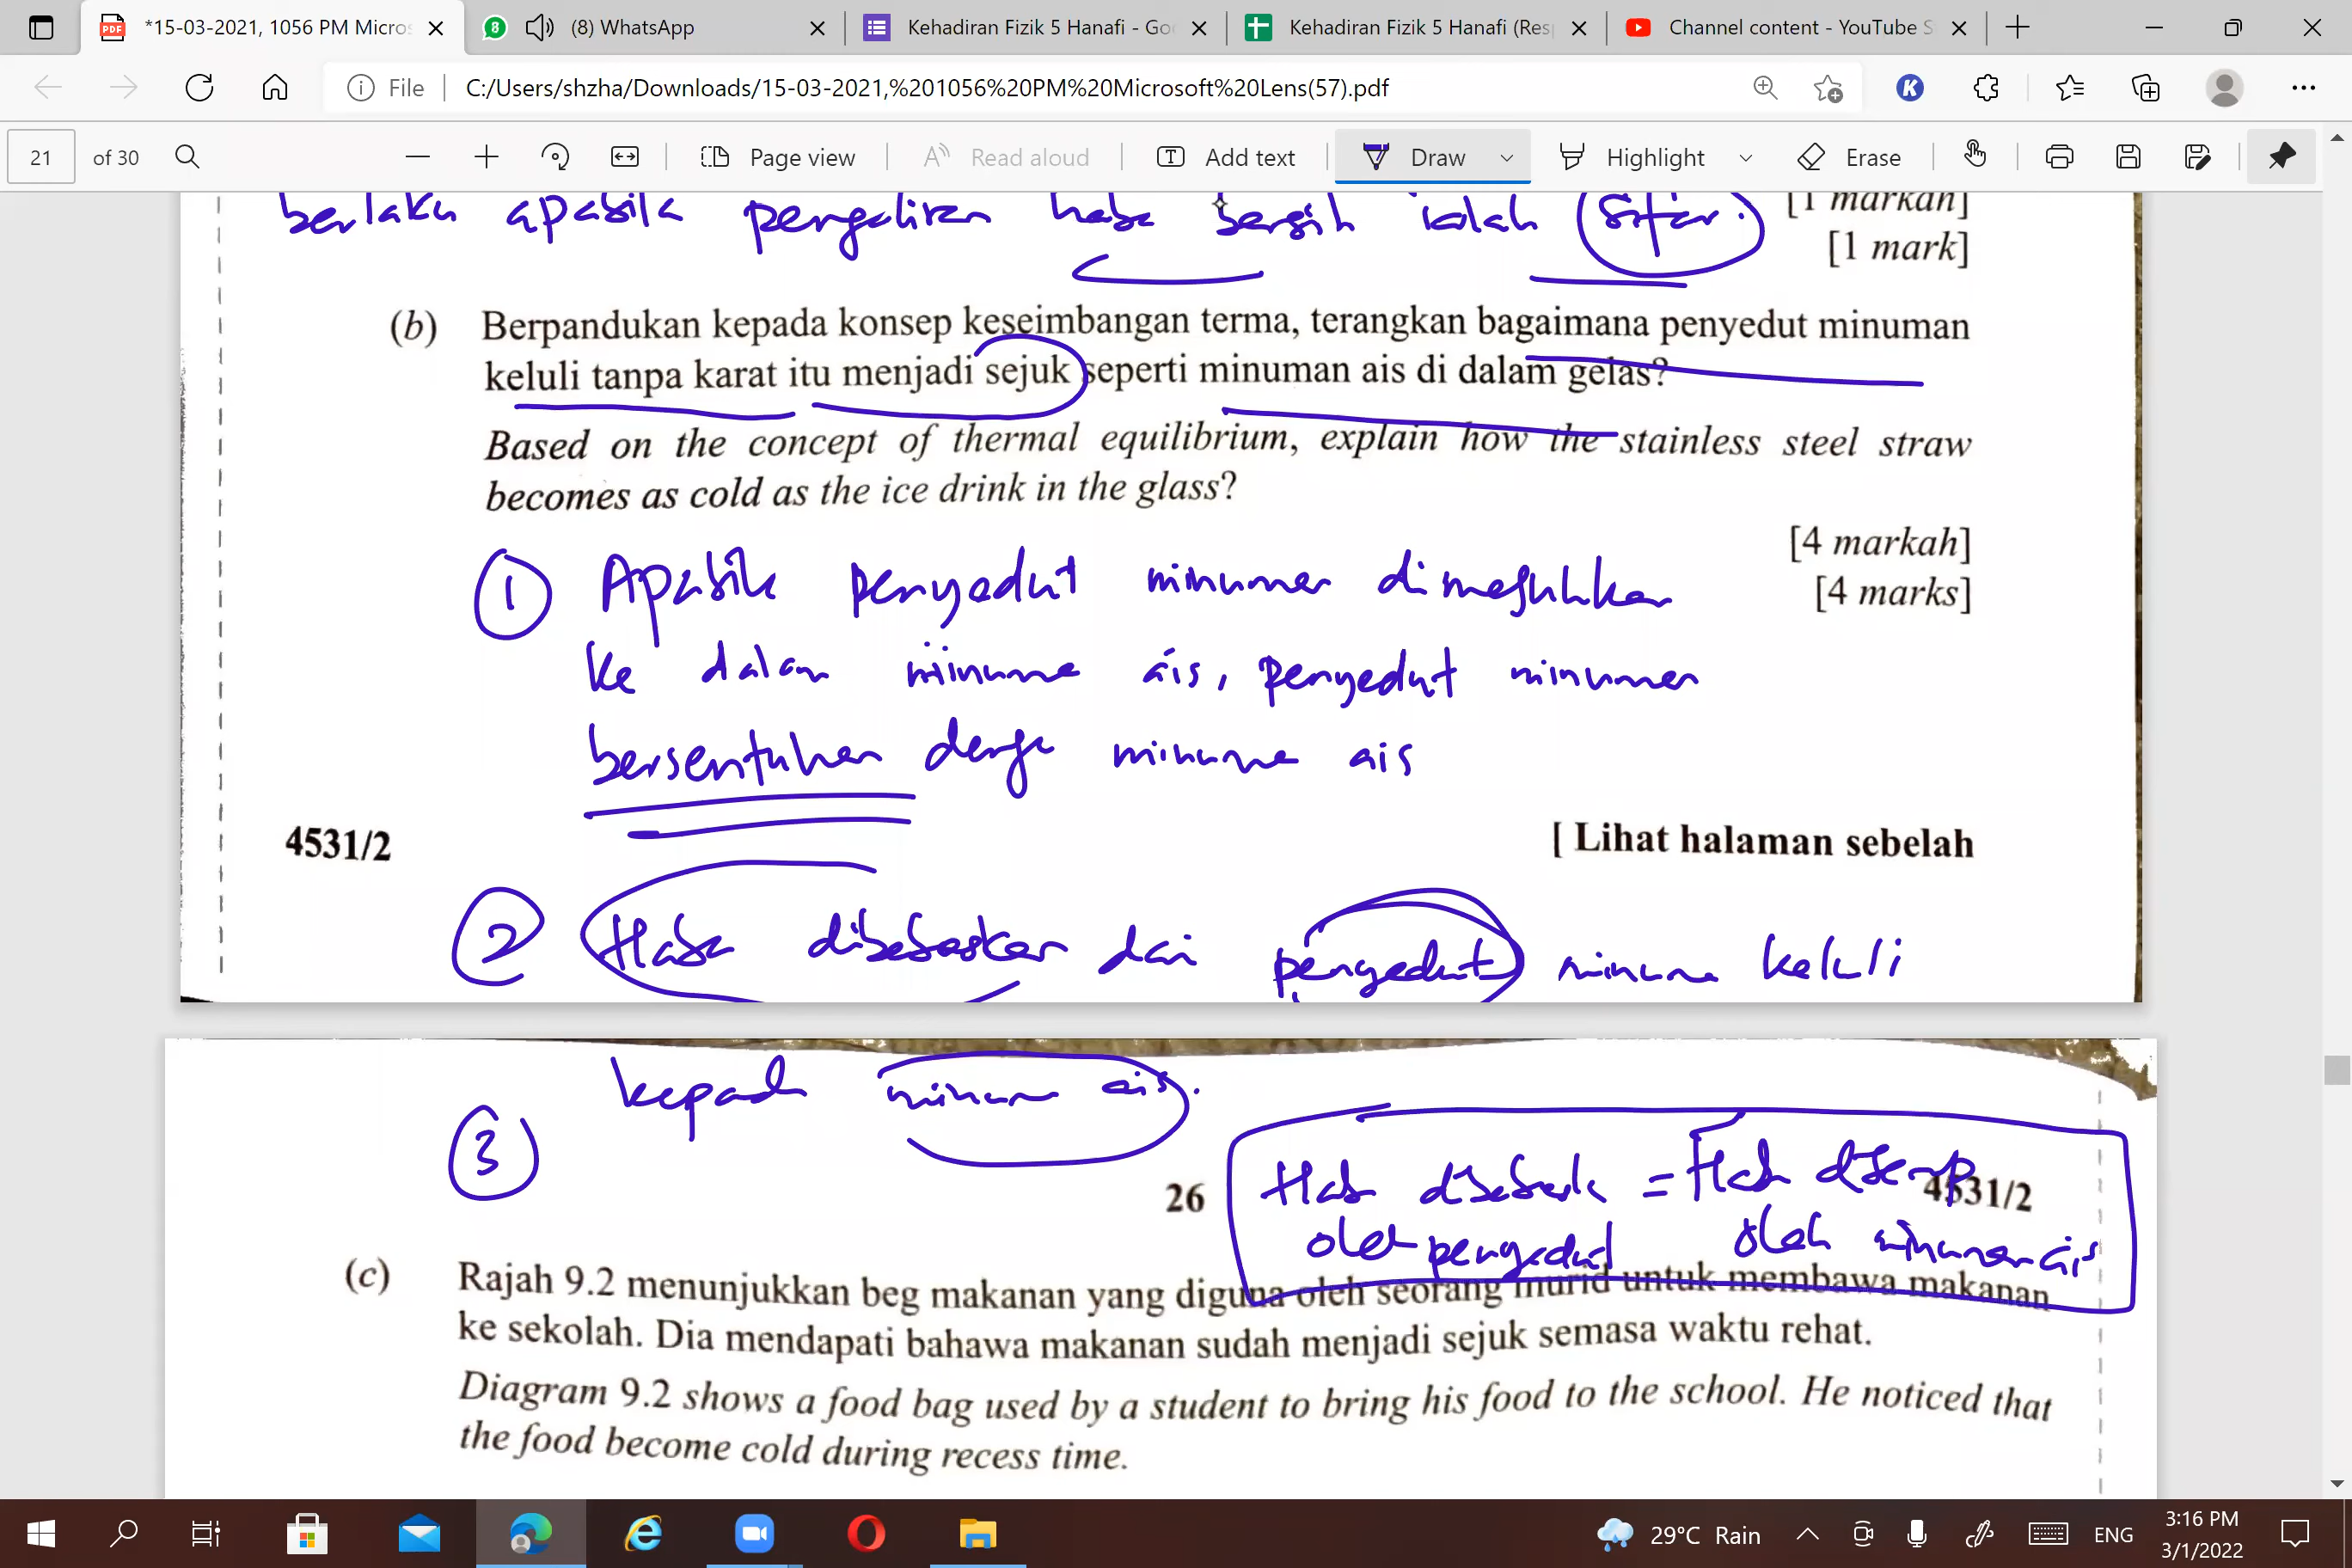 *15-03-2021, 1056 PM Micros
(8) WhatsApp
Kehadiran Fizik 5 Hanafi - Goo
Kehadiran Fizik 5 Hanafi (Resp
Channel content - YouTube S
File
C:/Users/shzha/Downloads/15-03-2021,%201056%20PM%20Microsoft%20Lens(57).pdf
21 of 30
Page view
Read aloud
Add text
Draw
Highlight
Erase
berlaku apabila pengaliran haba bersih ialah sifar.
[1 markah]
[1 mark]
(b) Berpandukan kepada konsep keseimbangan terma, terangkan bagaimana penyedut minuman
keluli tanpa karat itu menjadi sejuk seperti minuman ais di dalam gelas?
Based on the concept of thermal equilibrium, explain how the stainless steel straw
becomes as cold as the ice drink in the glass?
[4 markah]
[4 marks]
1 Apabila penyedut minuman dimasukkan
ke dalam minuman ais, penyedut minuman
bersentuhan dengan minuman ais
4531/2
[ Lihat halaman sebelah
2 Haba dibebaskan dari penyedut minuman keluli
kepada minuman ais.
3
26
4531/2
Haba dibebaskan = Haba diserap
oleh penyedut oleh minuman ais
(c) Rajah 9.2 menunjukkan beg makanan yang diguna oleh seorang murid untuk membawa makanan
ke sekolah. Dia mendapati bahawa makanan sudah menjadi sejuk semasa waktu rehat.
Diagram 9.2 shows a food bag used by a student to bring his food to the school. He noticed that
the food become cold during recess time.
29°C Rain
ENG
3:16 PM
3/1/2022